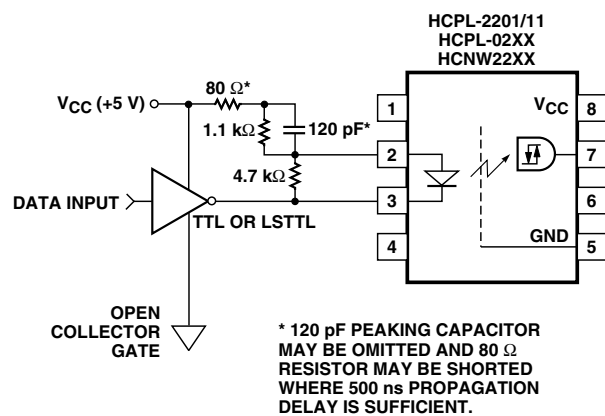 HCPL-2201/11
HCPL-02XX
HCNW22XX
80 Ω*
VCC (+5 V)
1.1 kΩ
120 pF*
4.7 kΩ
DATA INPUT
TTL OR LSTTL
OPEN
COLLECTOR
GATE
1
2
3
4
VCC
8
7
6
GND
5
* 120 pF PEAKING CAPACITOR
MAY BE OMITTED AND 80 Ω
RESISTOR MAY BE SHORTED
WHERE 500 ns PROPAGATION
DELAY IS SUFFICIENT.